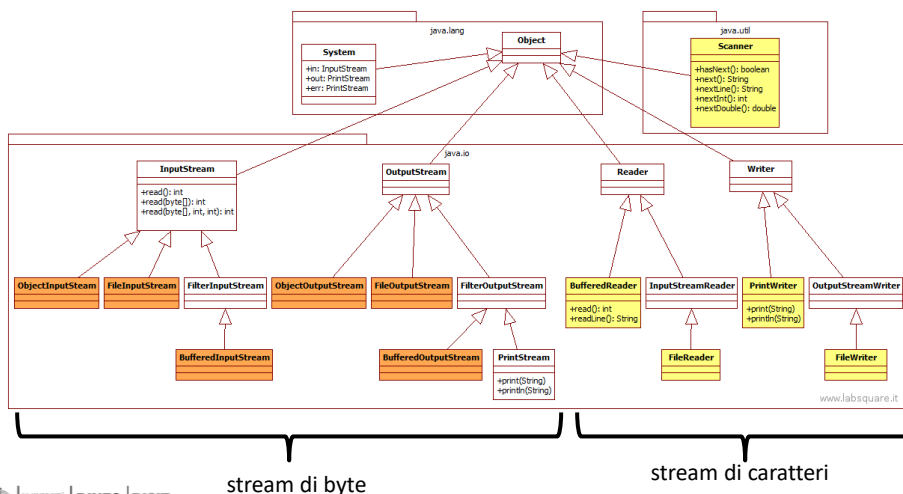 java.lang
java.util
Object
System
+in: InputStream
+out: PrintStream
+err: PrintStream
Scanner
+hasNext(): boolean
+next(): String
+nextLine(): String
+nextInt(): int
+nextDouble(): double
java.io
InputStream
+read(): int
+read(byte[]): int
+read(byte[], int, int): int
OutputStream
Reader
Writer
ObjectInputSteam
FileInputStream
FilterInputStream
ObjectOutputStream
FileOutputStream
FilterOutputStream
BufferedReader
+read(): int
+readLine(): String
InputStreamReader
PrintWriter
+print(String)
+println(String)
OutputStreamWriter
BufferedInputStream
BufferedOutputStream
PrintStream
+print(String)
+println(String)
FileReader
FileWriter
www.labsquare.it
stream di byte
stream di caratteri